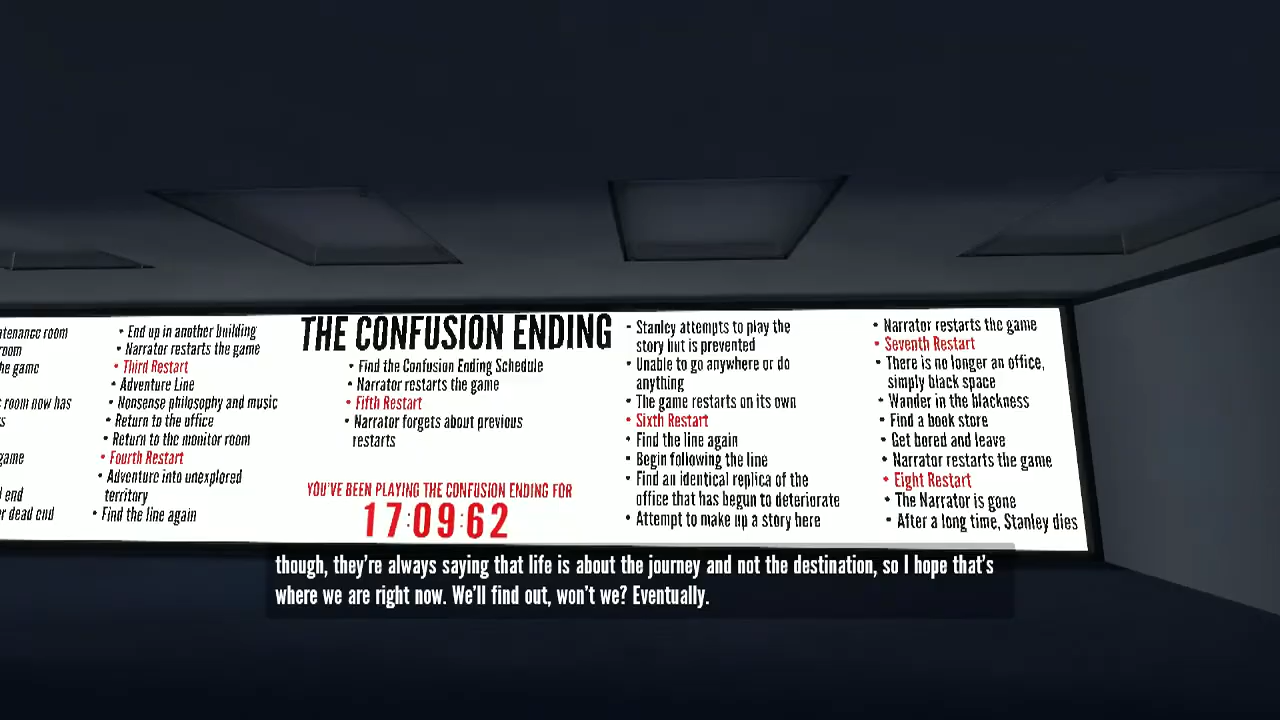 tenance room
room
he game
room now has
s
game
end
r dead end
• End up in another building
• Narrator restarts the game
• Third Restart
• Adventure Line
• Nonsense philosophy and music
• Return to the office
• Return to the monitor room
• Fourth Restart
• Adventure into unexplored
territory
• Find the line again
THE CONFUSION ENDING
• Find the Confusion Ending Schedule
• Narrator restarts the game
• Fifth Restart
• Narrator forgets about previous
restarts
YOU'VE BEEN PLAYING THE CONFUSION ENDING FOR
17:09:62
• Stanley attempts to play the
story but is prevented
• Unable to go anywhere or do
anything
• The game restarts on its own
• Sixth Restart
• Find the line again
• Begin following the line
• Find an identical replica of the
office that has begun to deteriorate
• Attempt to make up a story here
• Narrator restarts the game
• Seventh Restart
• There is no longer an office,
simply black space
• Wander in the blackness
• Find a book store
• Get bored and leave
• Narrator restarts the game
• Eight Restart
• The Narrator is gone
• After a long time, Stanley dies
though, they're always saying that life is about the journey and not the destination, so I hope that's
where we are right now. We'll find out, won't we? Eventually.